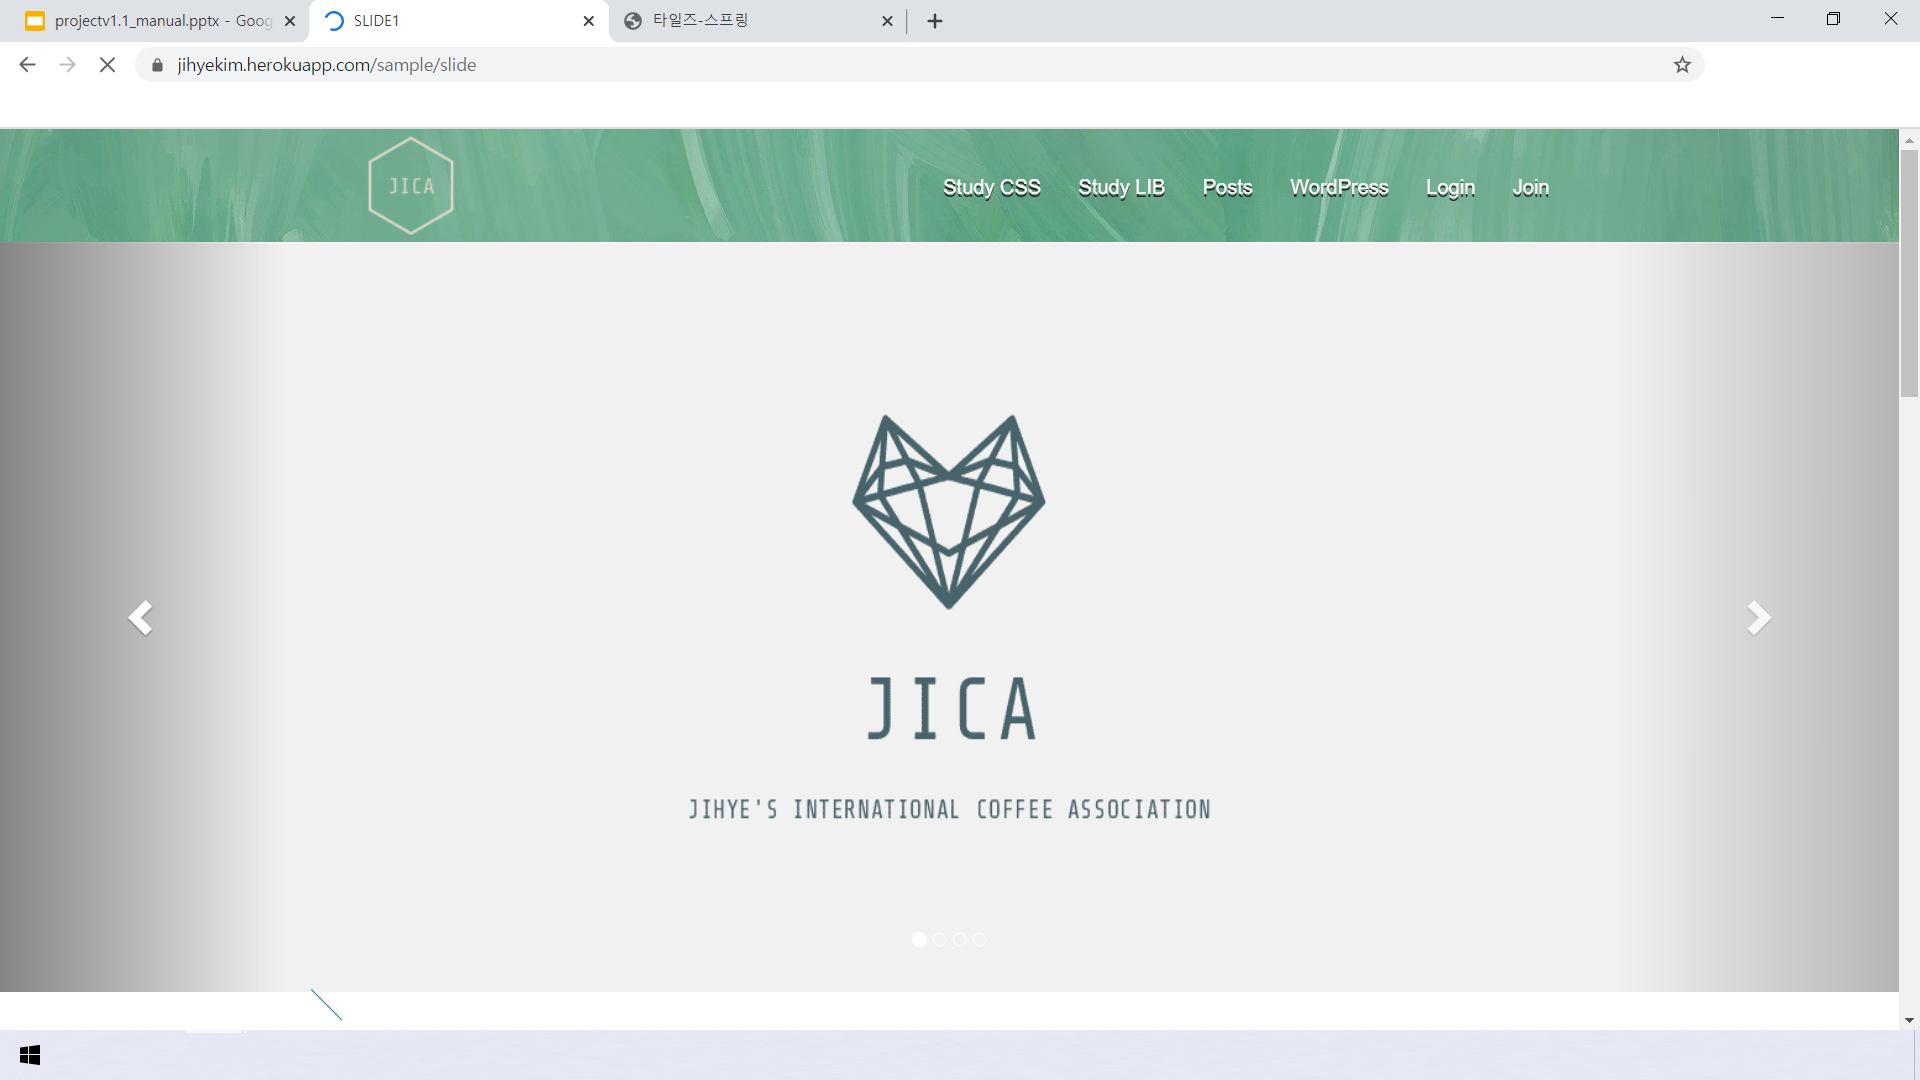 projectv1.1_manual.pptx - Goog
SLIDE1
타일즈-스프링
jihyekim.herokuapp.com/sample/slide
JICA
Study CSS
Study LIB
Posts
WordPress
Login
Join
JICA
JIHYE'S INTERNATIONAL COFFEE ASSOCIATION